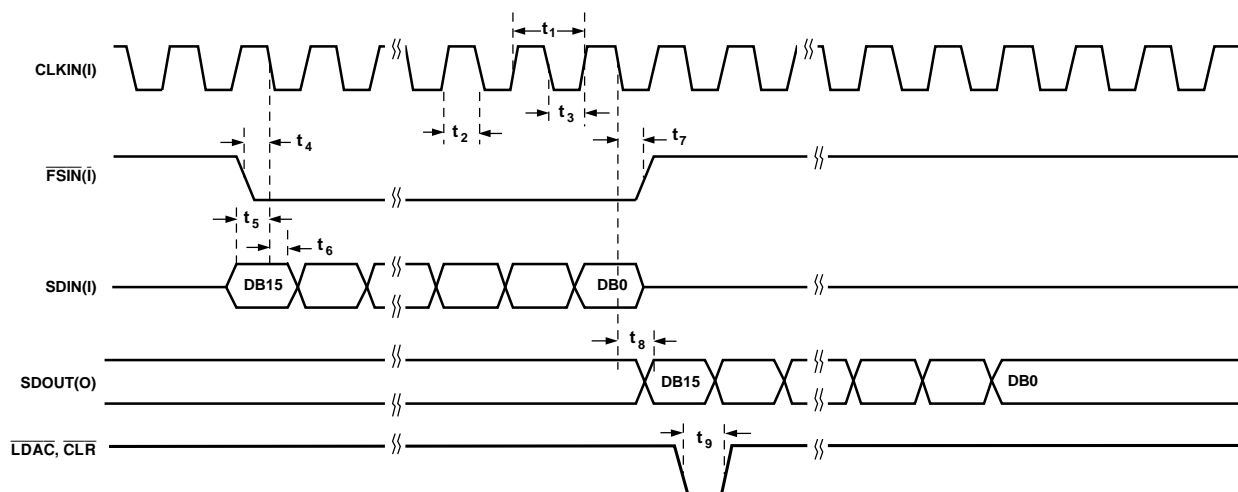 t1
CLKIN(I)
t3
t2
t4
t7
FSIN(I)
t5
t6
SDIN(I)
DB15
DB0
t8
SDOUT(O)
DB15
DB0
t9
LDAC, CLR